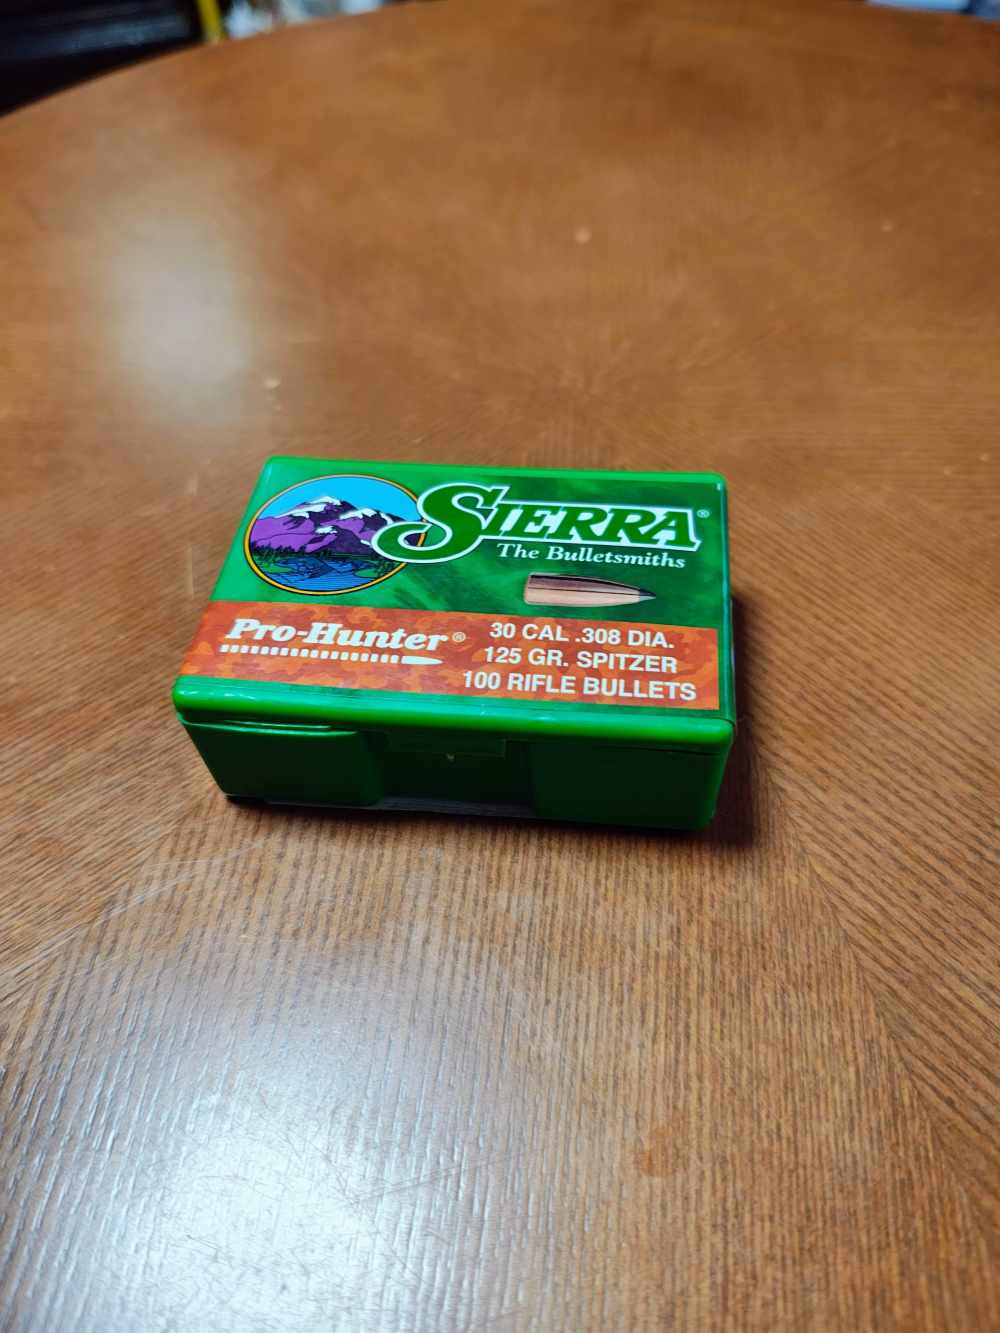 SIERRA®
The Bulletsmiths
Pro-Hunter®
30 CAL .308 DIA.
125 GR. SPITZER
100 RIFLE BULLETS